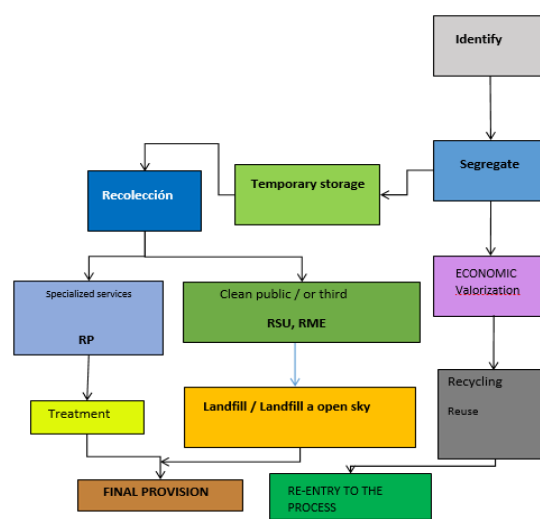 Identify
Segregate
Temporary storage
Recolección
ECONOMIC
Valorization
Specialized services
RP
Clean public / or third
RSU, RME
Recycling
Reuse
Treatment
Landfill / Landfill a open sky
FINAL PROVISION
RE-ENTRY TO THE
PROCESS